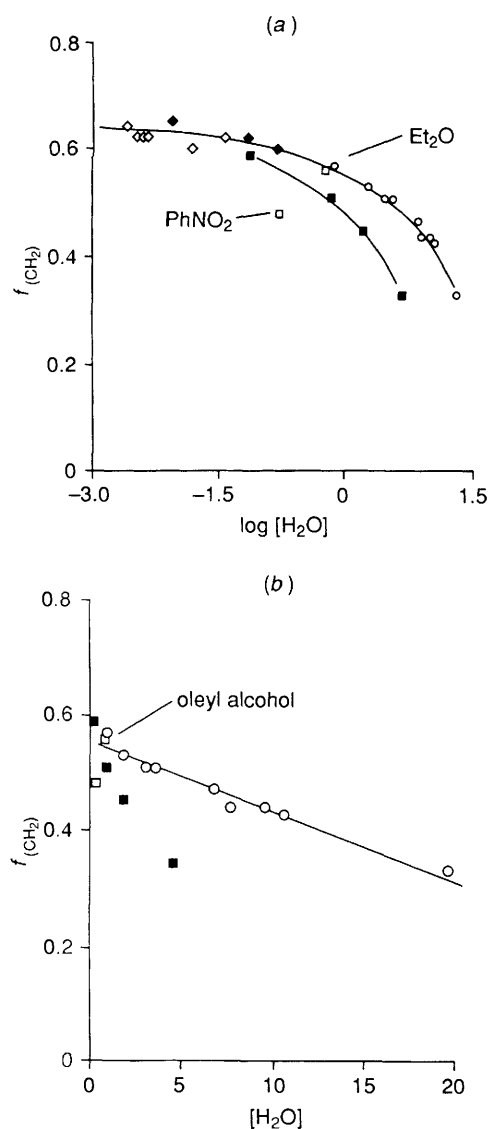 (a)
0.8
0.6
0.4
0.2
0
f(CH₂)
Et₂O
PhNO₂
−3.0 −1.5 0 1.5
log [H₂O]
(b)
0.8
0.6
0.4
0.2
0
f(CH₂)
oleyl alcohol
0 5 10 15 20
[H₂O]